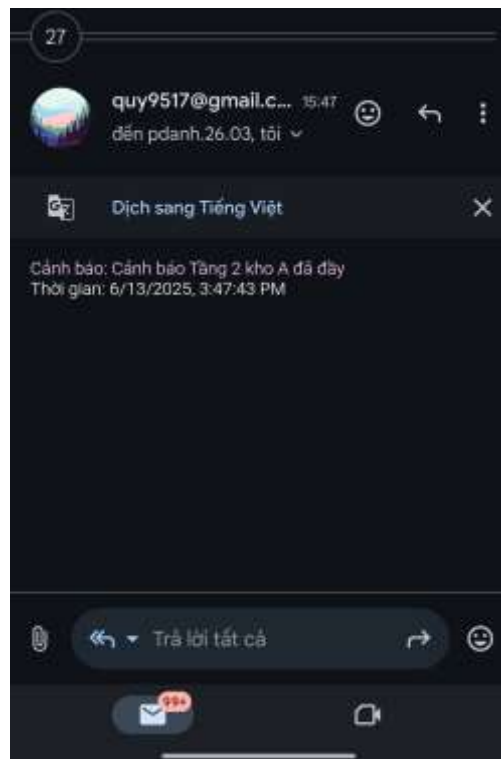 27
quy9517@gmail.c... 15:47
đến pdanh.26.03, tôi
Dịch sang Tiếng Việt
Cảnh báo: Cảnh báo Tầng 2 kho A đã đầy
Thời gian: 6/13/2025, 3:47:43 PM
Trả lời tất cả
99+